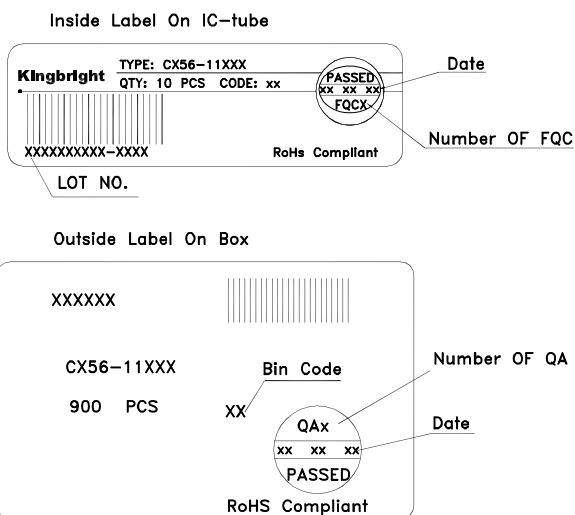 Inside Label On IC-tube
Kingbright
TYPE: CX56-11XXX
QTY: 10 PCS CODE: xx
PASSED
xx xx xx
FQCX
Date
Number OF FQC
XXXXXXXXXX-XXXX
RoHs Compliant
LOT NO.
Outside Label On Box
XXXXXX
CX56-11XXX
Bin Code
Number OF QA
900 PCS
XX
QAx
Date
xx xx xx
PASSED
RoHS Compliant